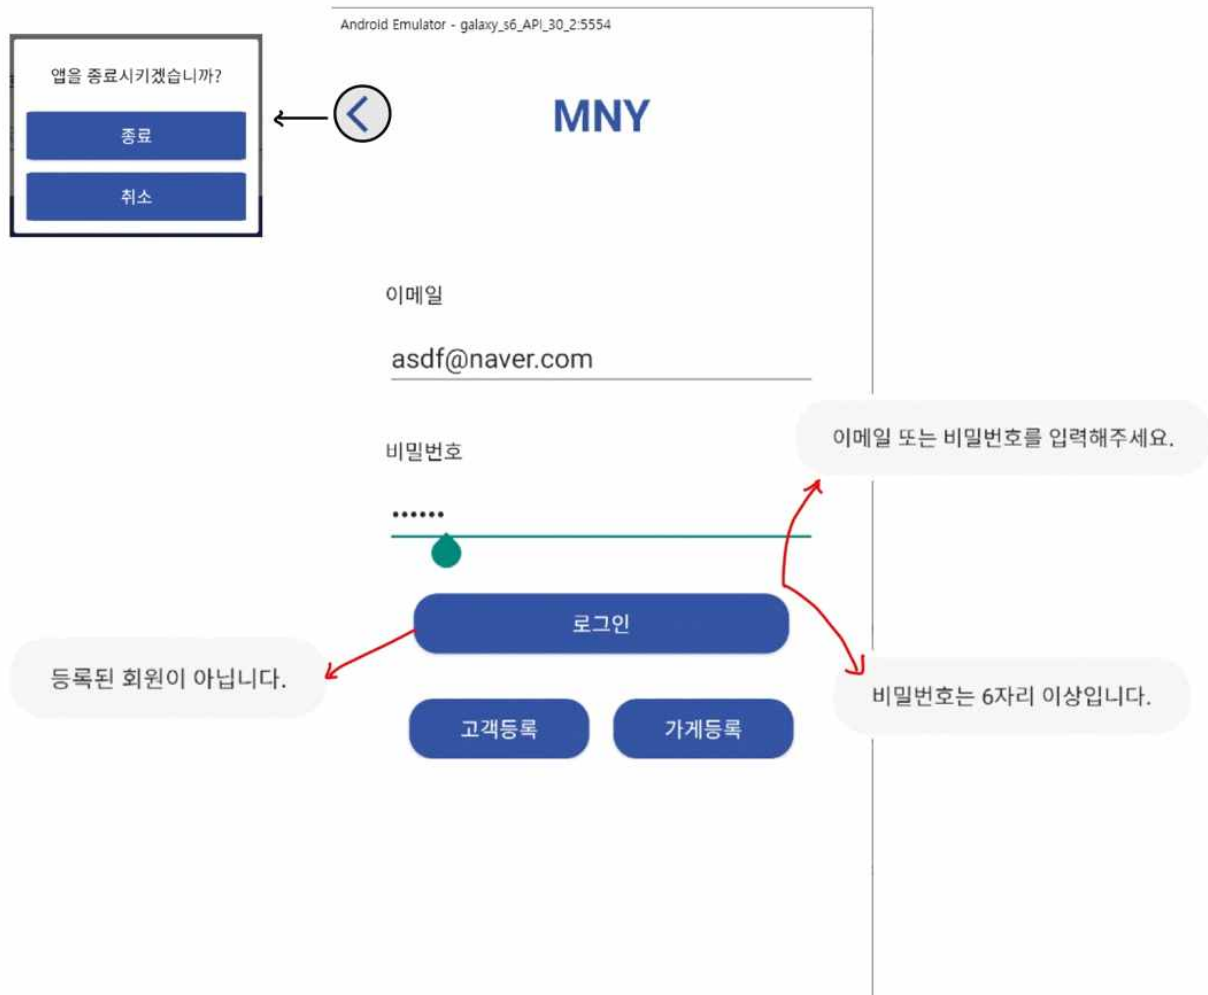 Android Emulator - galaxy_s6_API_30_2:5554
앱을 종료시키겠습니까?
종료
취소
MNY
이메일
asdf@naver.com
비밀번호
••••••
이메일 또는 비밀번호를 입력해주세요.
로그인
등록된 회원이 아닙니다.
비밀번호는 6자리 이상입니다.
고객등록
가게등록